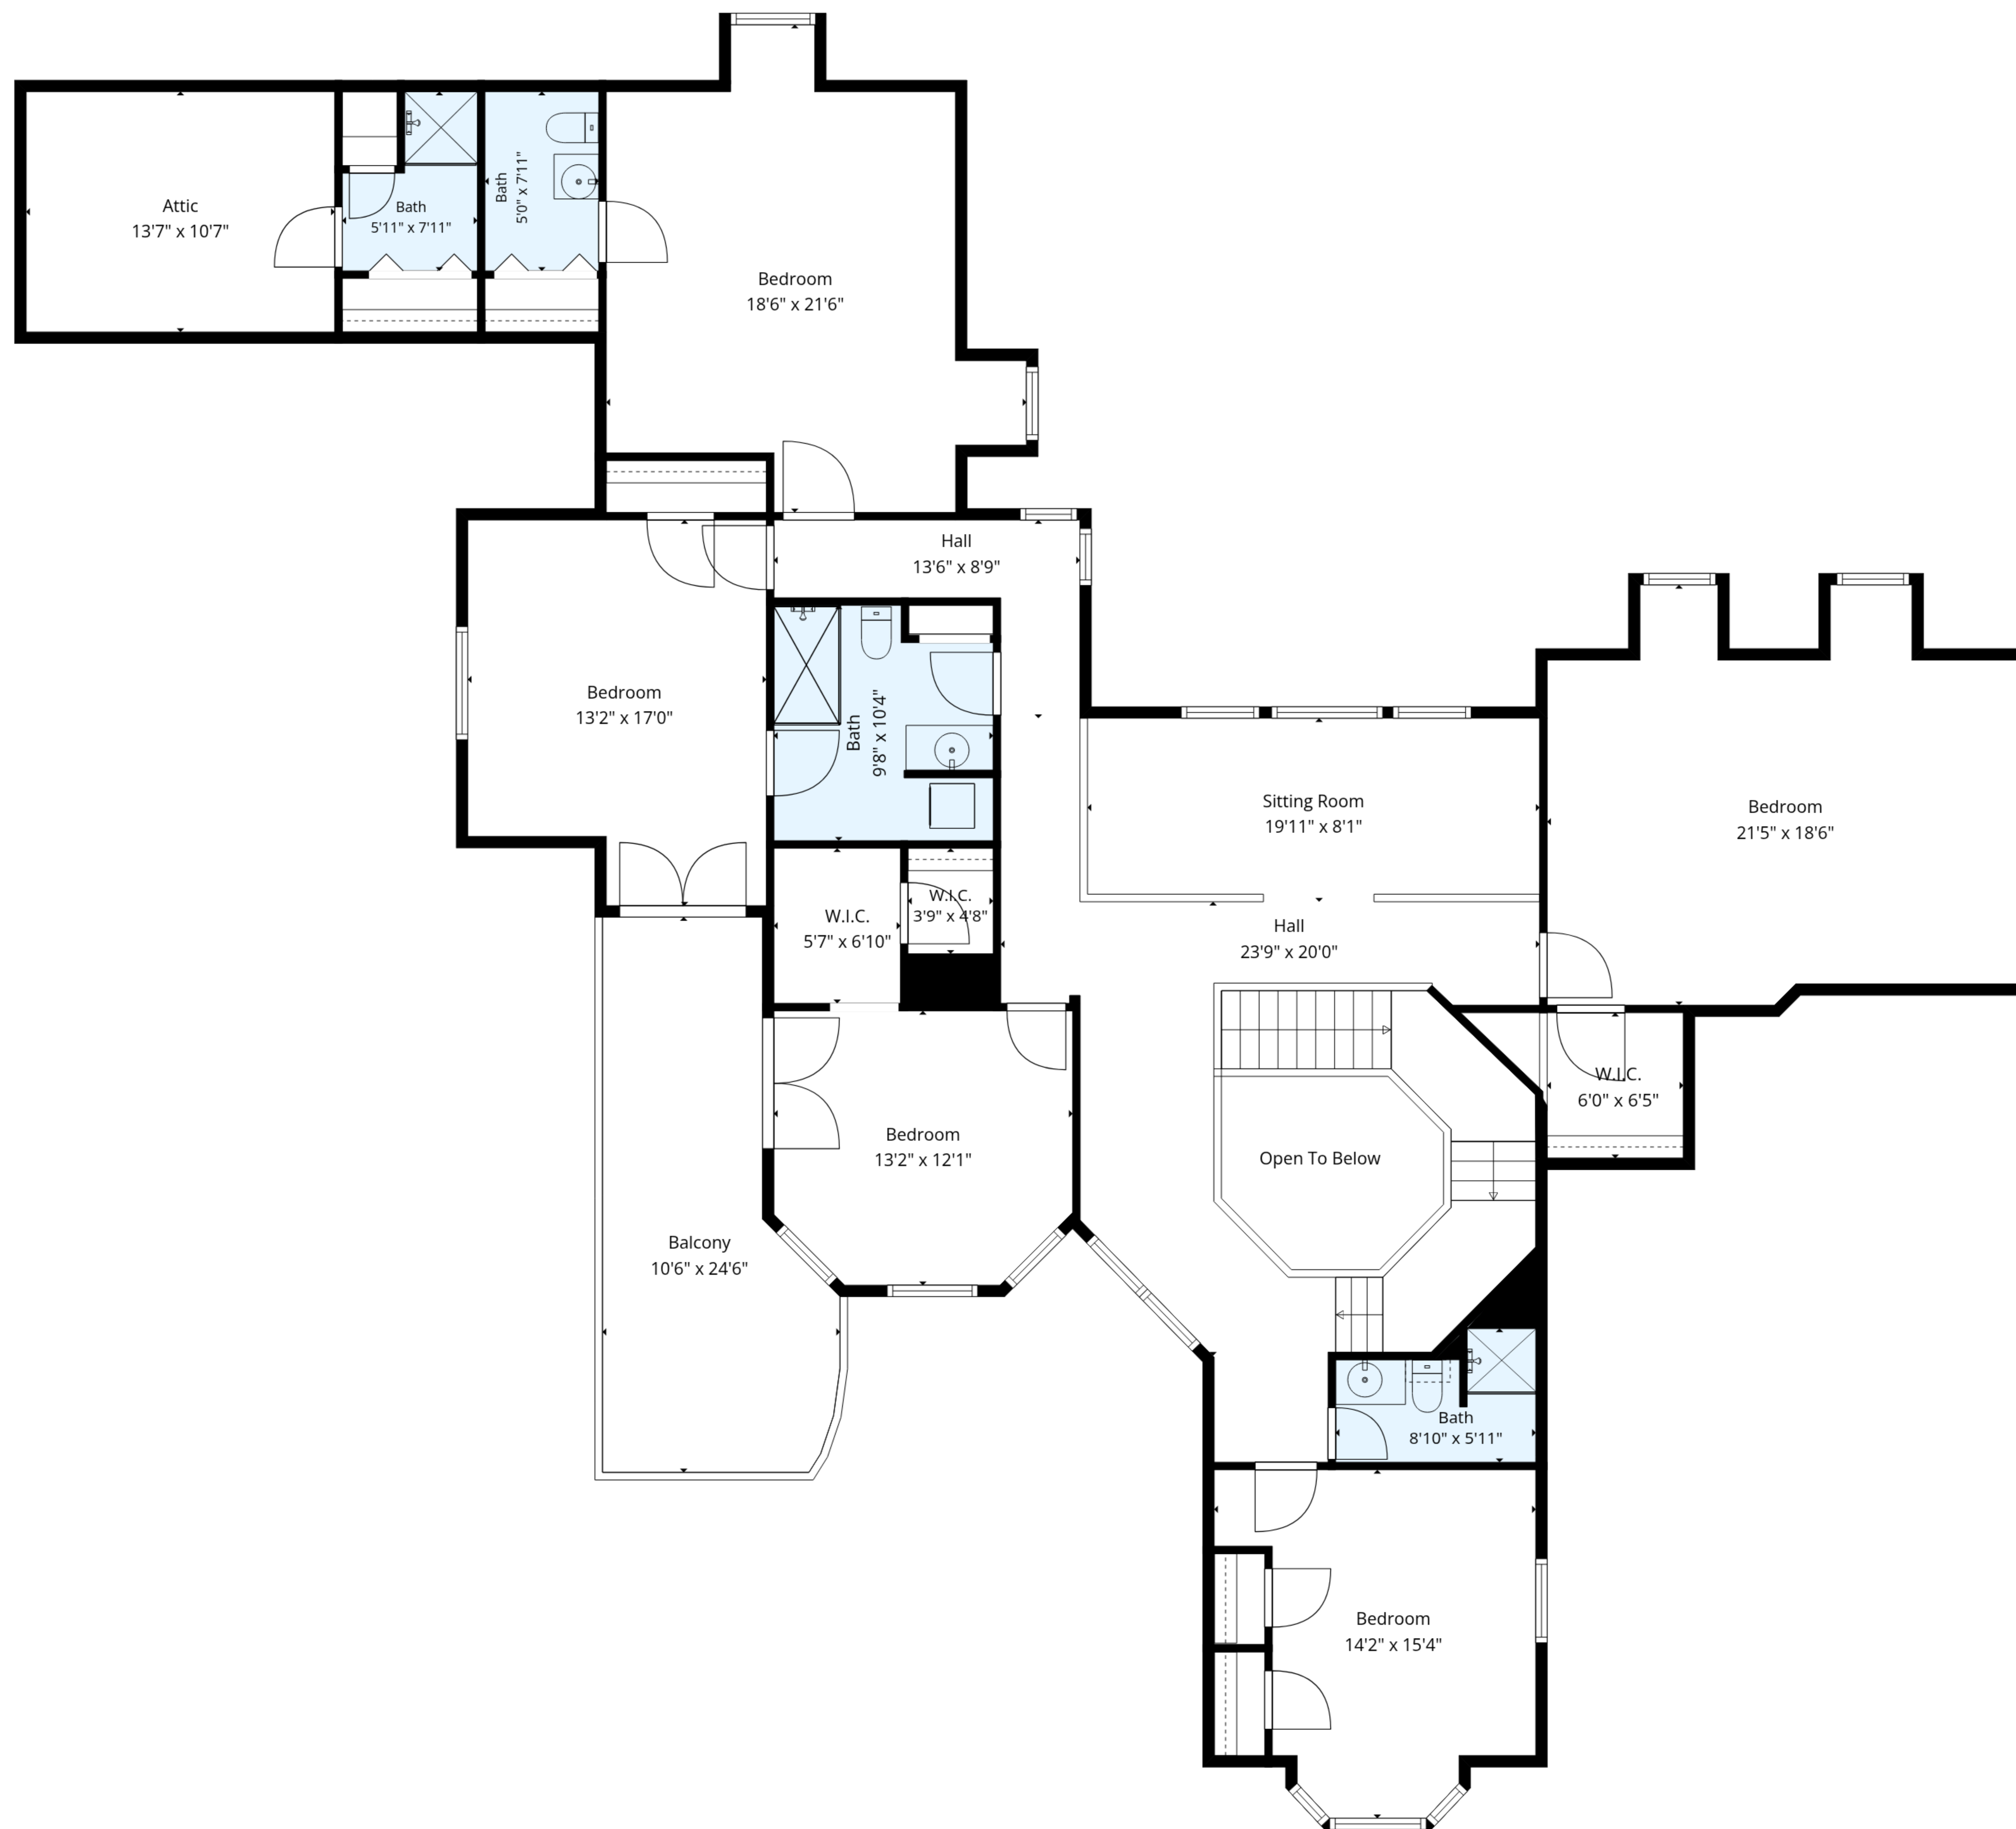 Attic
13'7" x 10'7"
Bath
5'11" x 7'11"
Bath
5'0" x 7'11"
Bedroom
18'6" x 21'6"
Hall
13'6" x 8'9"
Bedroom
13'2" x 17'0"
Bath
9'8" x 10'4"
Sitting Room
19'11" x 8'1"
Bedroom
21'5" x 18'6"
W.I.C.
5'7" x 6'10"
W.I.C.
3'9" x 4'8"
Hall
23'9" x 20'0"
W.I.C.
6'0" x 6'5"
Bedroom
13'2" x 12'1"
Open To Below
Balcony
10'6" x 24'6"
Bath
8'10" x 5'11"
Bedroom
14'2" x 15'4"